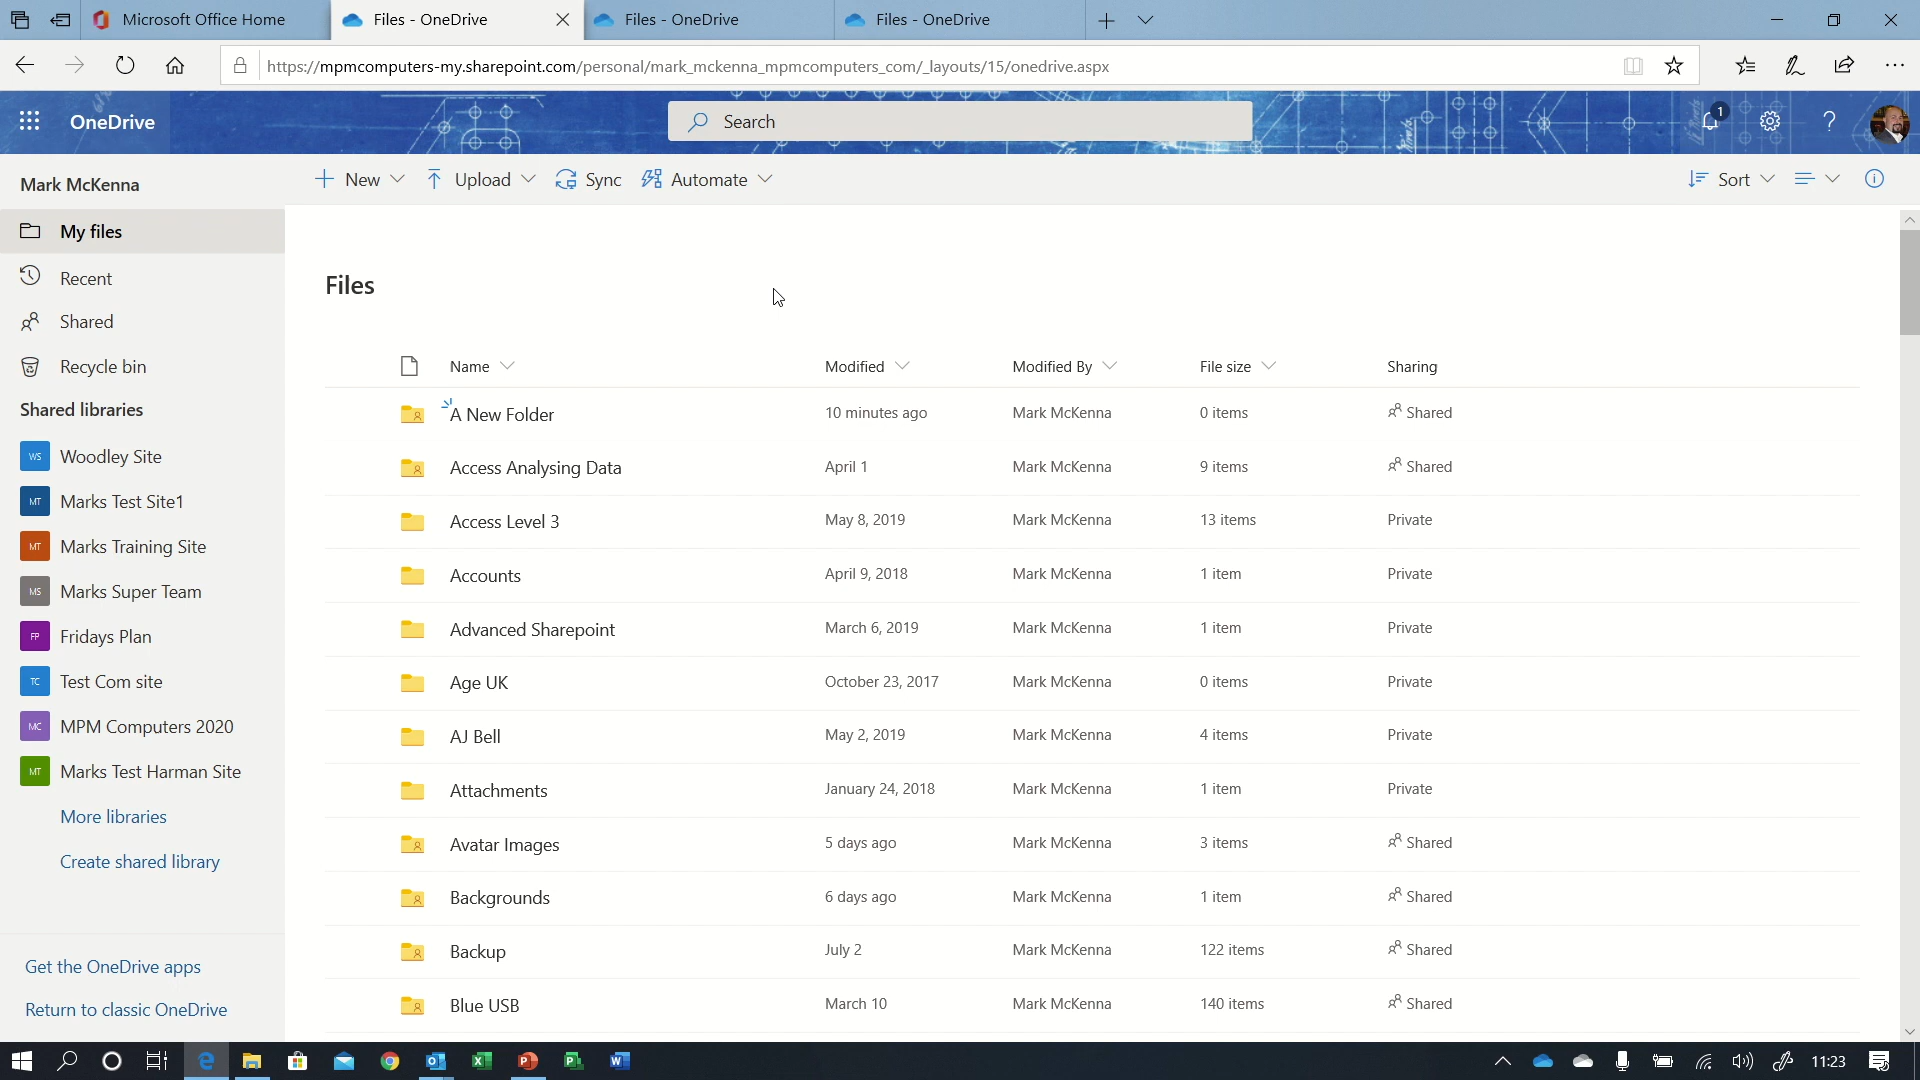 Microsoft Office Home
Files - OneDrive
Files - OneDrive
Files - OneDrive
https://mpmcomputers-my.sharepoint.com/personal/mark_mckenna_mpmcomputers_com/_layouts/15/onedrive.aspx
OneDrive
Search
1
?
Mark McKenna
New
Upload
Sync
Automate
Sort
My files
Recent
Shared
Recycle bin
Shared libraries
WS Woodley Site
MT Marks Test Site1
MT Marks Training Site
MS Marks Super Team
FP Fridays Plan
TC Test Com site
MC MPM Computers 2020
MT Marks Test Harman Site
More libraries
Create shared library
Get the OneDrive apps
Return to classic OneDrive
Files
Name Modified Modified By File size Sharing
A New Folder 10 minutes ago Mark McKenna 0 items Shared
Access Analysing Data April 1 Mark McKenna 9 items Shared
Access Level 3 May 8, 2019 Mark McKenna 13 items Private
Accounts April 9, 2018 Mark McKenna 1 item Private
Advanced Sharepoint March 6, 2019 Mark McKenna 1 item Private
Age UK October 23, 2017 Mark McKenna 0 items Private
AJ Bell May 2, 2019 Mark McKenna 4 items Private
Attachments January 24, 2018 Mark McKenna 1 item Private
Avatar Images 5 days ago Mark McKenna 3 items Shared
Backgrounds 6 days ago Mark McKenna 1 item Shared
Backup July 2 Mark McKenna 122 items Shared
Blue USB March 10 Mark McKenna 140 items Shared
11:23